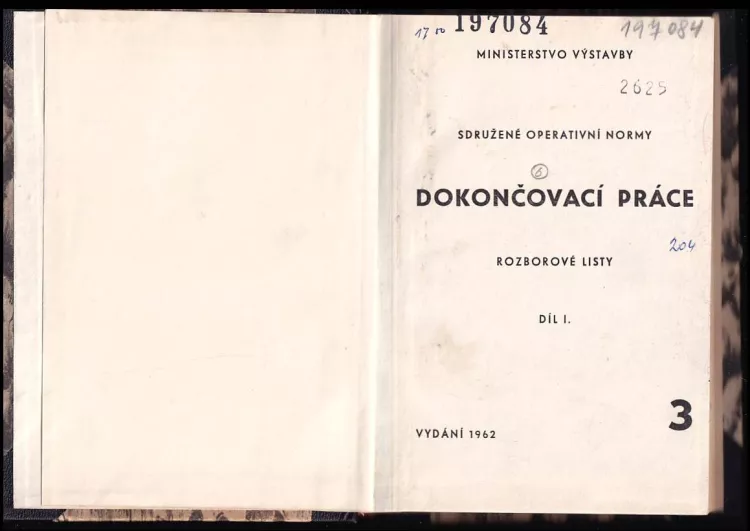 17 50 197084 197084
MINISTERSTVO VÝSTAVBY
2625
SDRUŽENÉ OPERATIVNÍ NORMY
6
DOKONČOVACÍ PRÁCE
204
ROZBOROVÉ LISTY
DÍL I.
3
VYDÁNÍ 1962